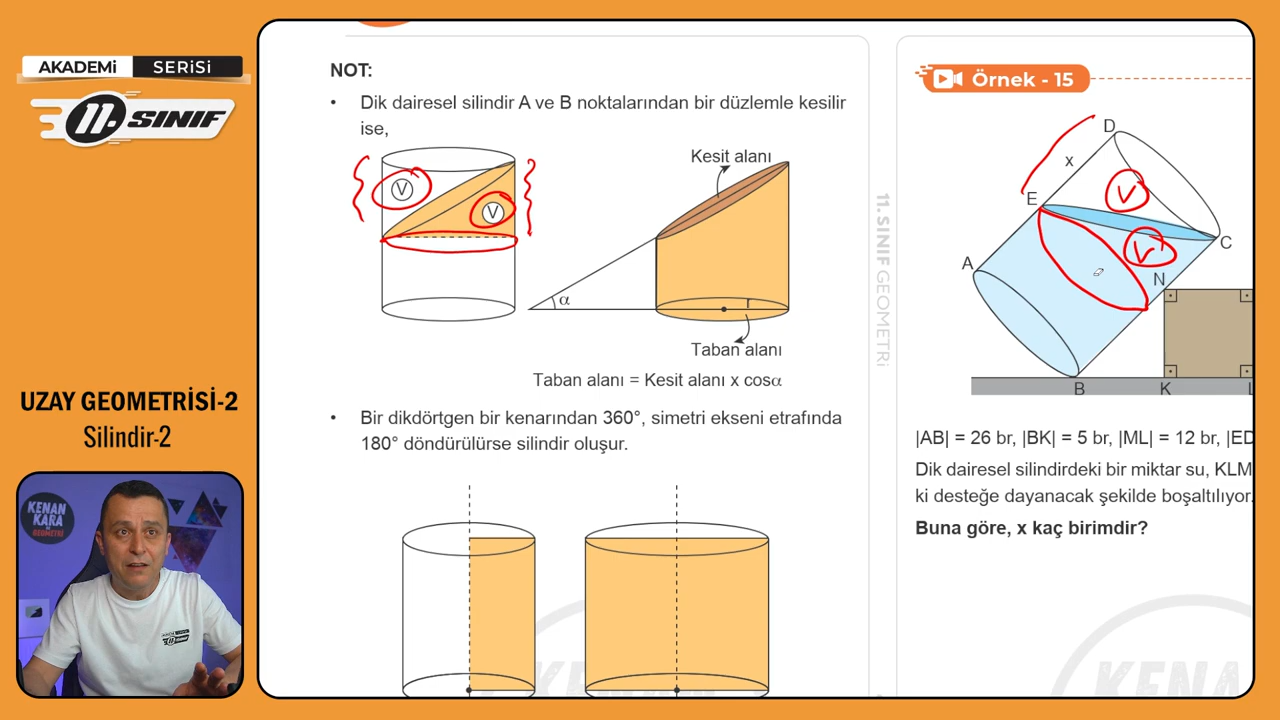 AKADEMi SERiSi
11. SINIF
UZAY GEOMETRİSİ-2
Silindir-2
KENAN
KARA
GEOMETRİ
NOT:
• Dik dairesel silindir A ve B noktalarından bir düzlemle kesilir
ise,
V
V
Kesit alanı
α
r
Taban alanı
Taban alanı = Kesit alanı x cosα
• Bir dikdörtgen bir kenarından 360°, simetri ekseni etrafında
180° döndürülürse silindir oluşur.
11. SINIF GEOMETRİ
Örnek - 15
D
x
E
V
V
C
A
N
B
K
L
|AB| = 26 br, |BK| = 5 br, |ML| = 12 br, |ED
Dik dairesel silindirdeki bir miktar su, KLM
ki desteğe dayanacak şekilde boşaltılıyor.
Buna göre, x kaç birimdir?